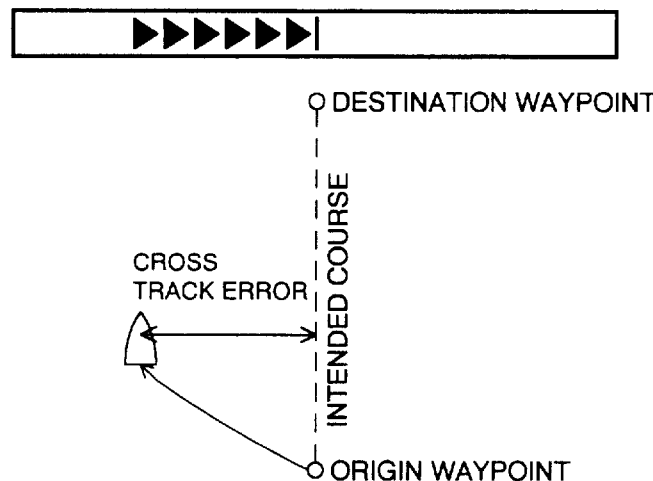 DESTINATION WAYPOINT
INTENDED COURSE
CROSS
TRACK ERROR
ORIGIN WAYPOINT